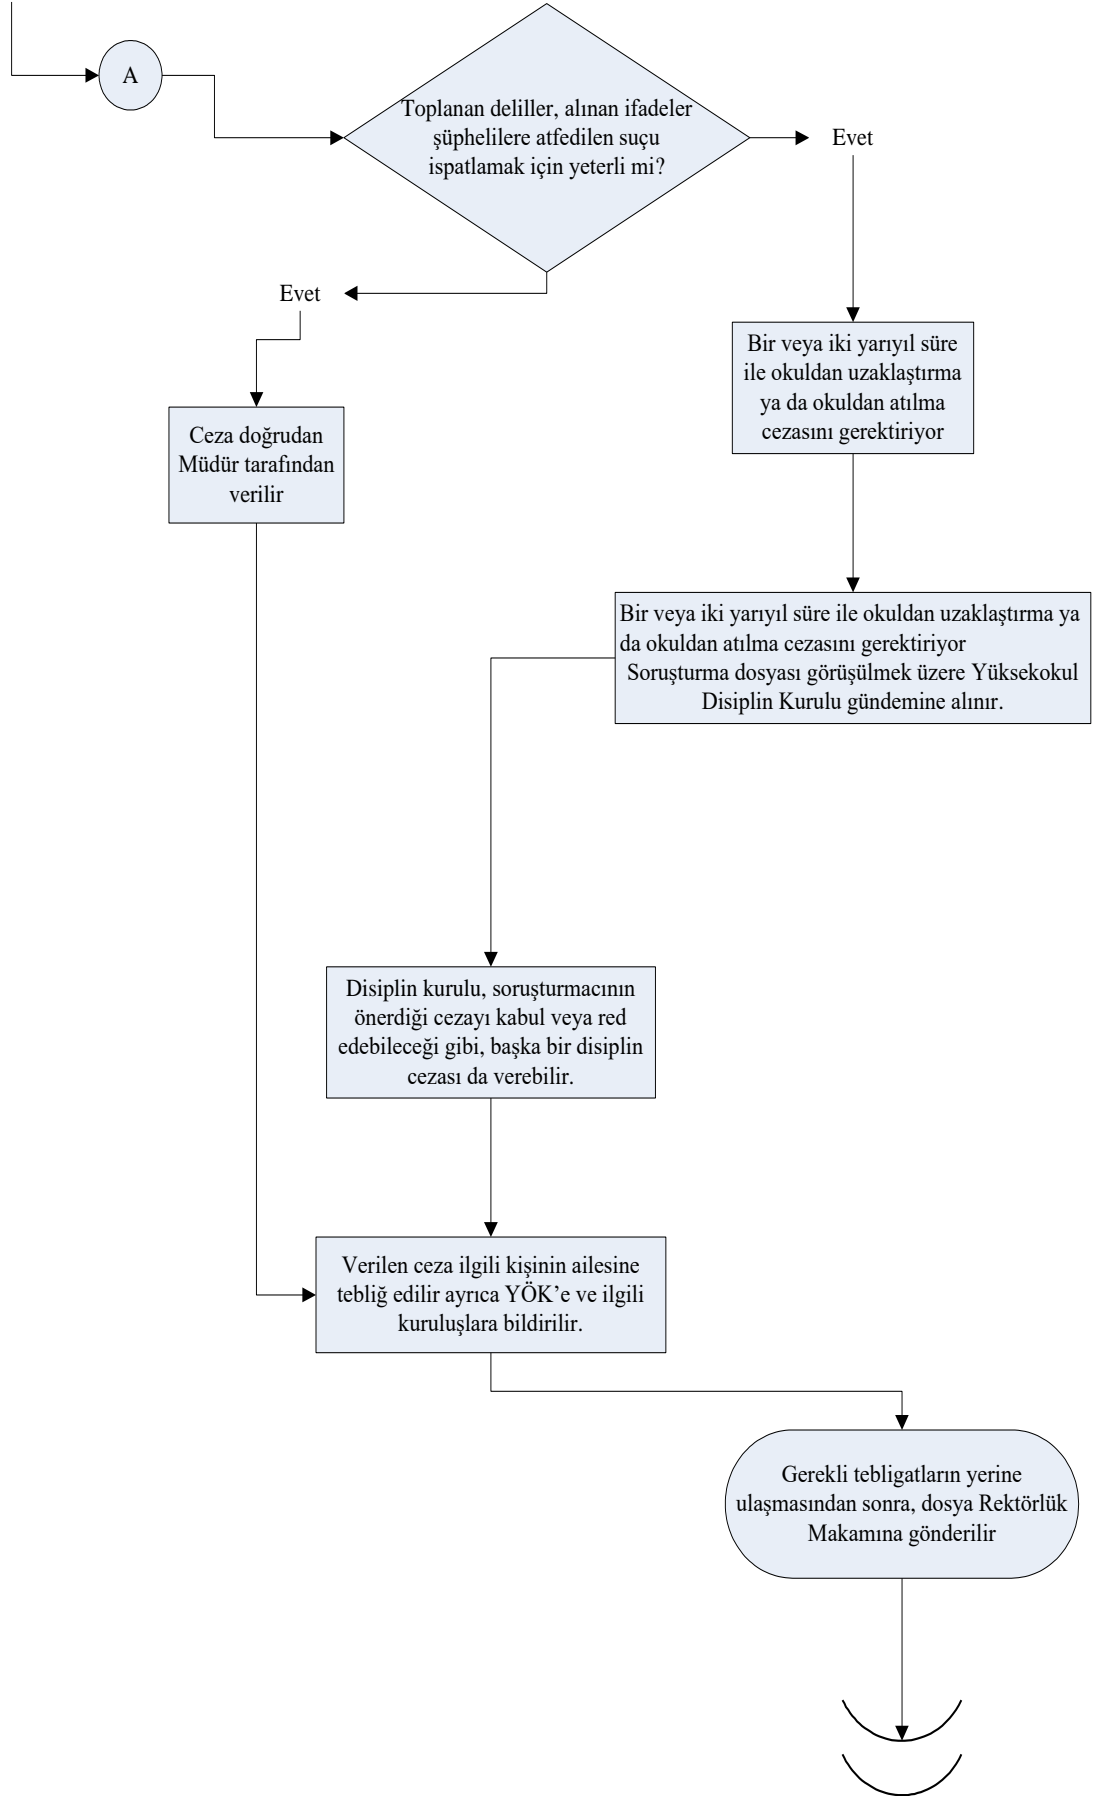 A
Toplanan deliller, alınan ifadeler
şüphelilere atfedilen suçu
ispatlamak için yeterli mi?
Evet
Evet
Bir veya iki yarıyıl süre
ile okuldan uzaklaştırma
ya da okuldan atılma
cezasını gerektiriyor
Ceza doğrudan
Müdür tarafından
verilir
Bir veya iki yarıyıl süre ile okuldan uzaklaştırma ya
da okuldan atılma cezasını gerektiriyor
Soruşturma dosyası görüşülmek üzere Yüksekokul
Disiplin Kurulu gündemine alınır.
Disiplin kurulu, soruşturmacının
önerdiği cezayı kabul veya red
edebileceği gibi, başka bir disiplin
cezası da verebilir.
Verilen ceza ilgili kişinin ailesine
tebliğ edilir ayrıca YÖK’e ve ilgili
kuruluşlara bildirilir.
Gerekli tebligatların yerine
ulaşmasından sonra, dosya Rektörlük
Makamına gönderilir